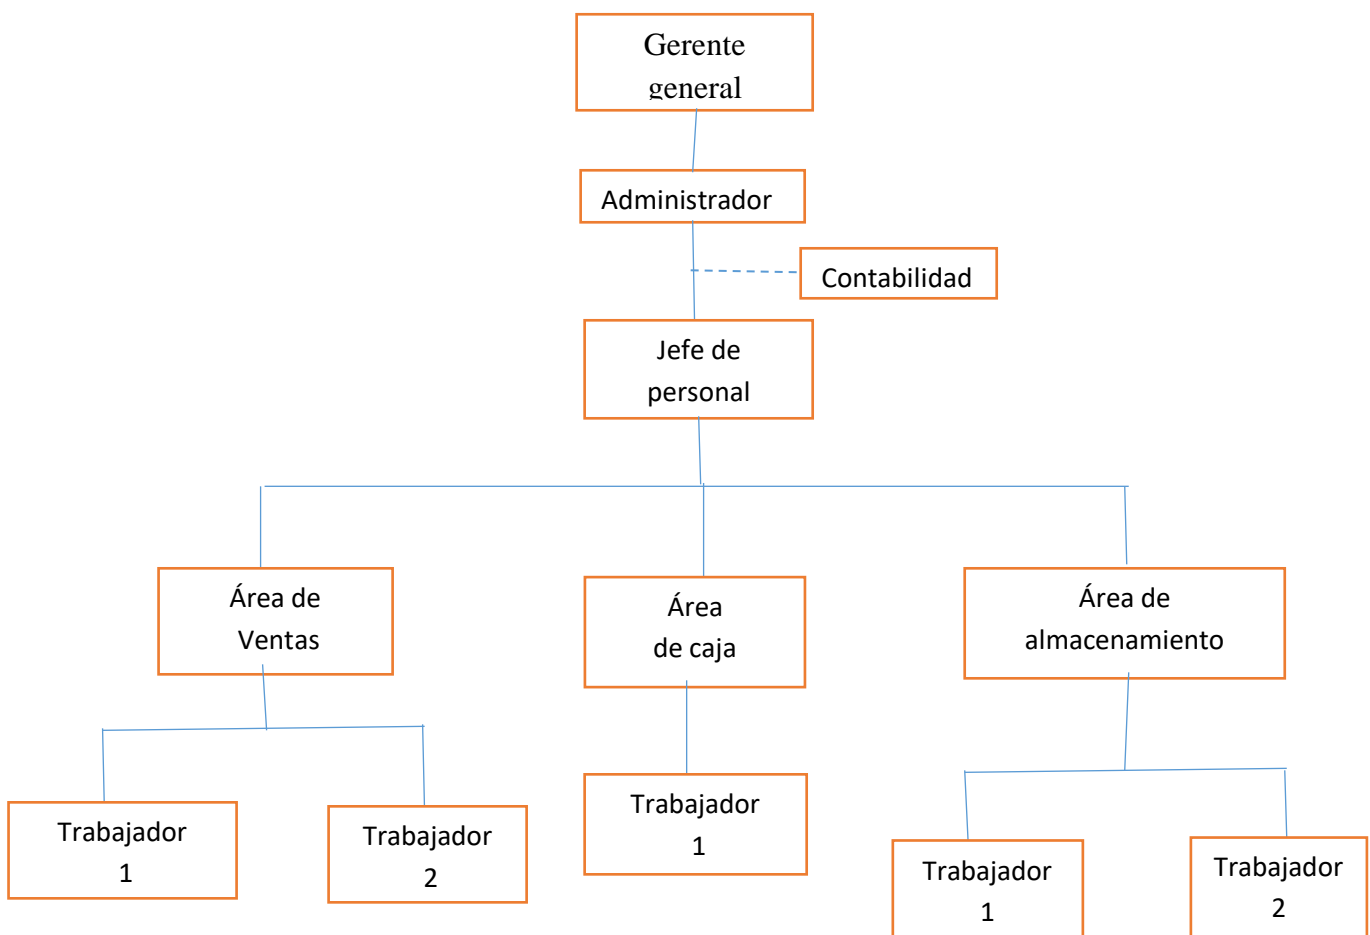 Gerente
general
Administrador
Contabilidad
Jefe de
personal
Área de
Ventas
Área
de caja
Área de
almacenamiento
Trabajador
1
Trabajador
2
Trabajador
1
Trabajador
1
Trabajador
2